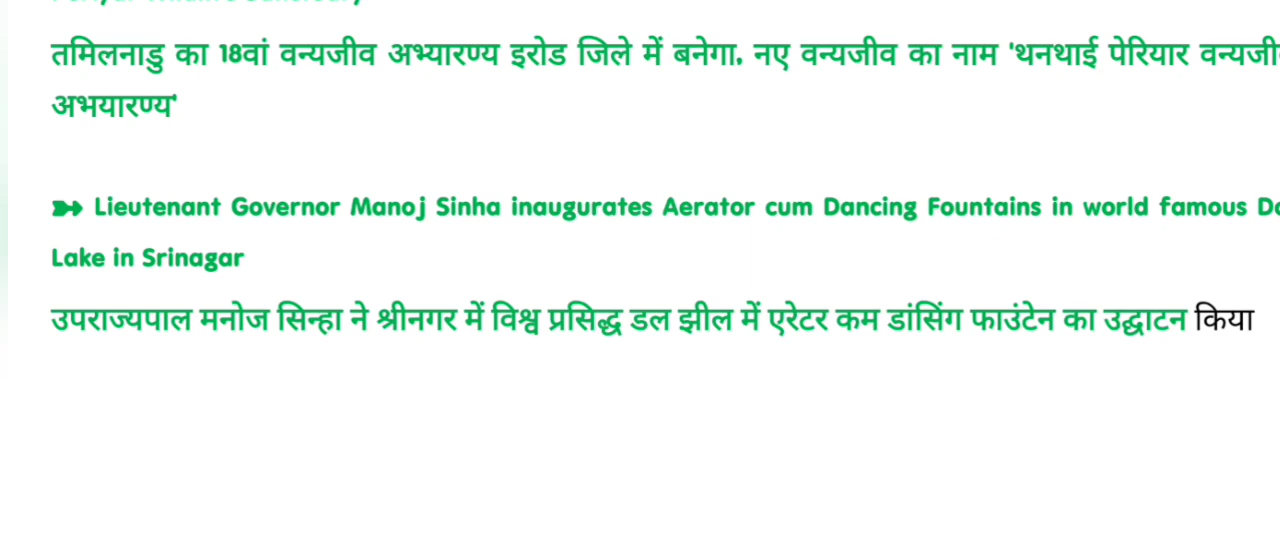 तमिलनाडु का 18वां वन्यजीव अभ्यारण्य इरोड जिले में बनेगा. नए वन्यजीव का नाम 'थनथाई पेरियार
अभयारण्य'
➳ Lieutenant Governor Manoj Sinha inaugurates Aerator cum Dancing Fountains in world famous
Lake in Srinagar
उपराज्यपाल मनोज सिन्हा ने श्रीनगर में विश्व प्रसिद्ध डल झील में एरेटर कम डांसिंग फाउंटेन का उद्घाटन किया